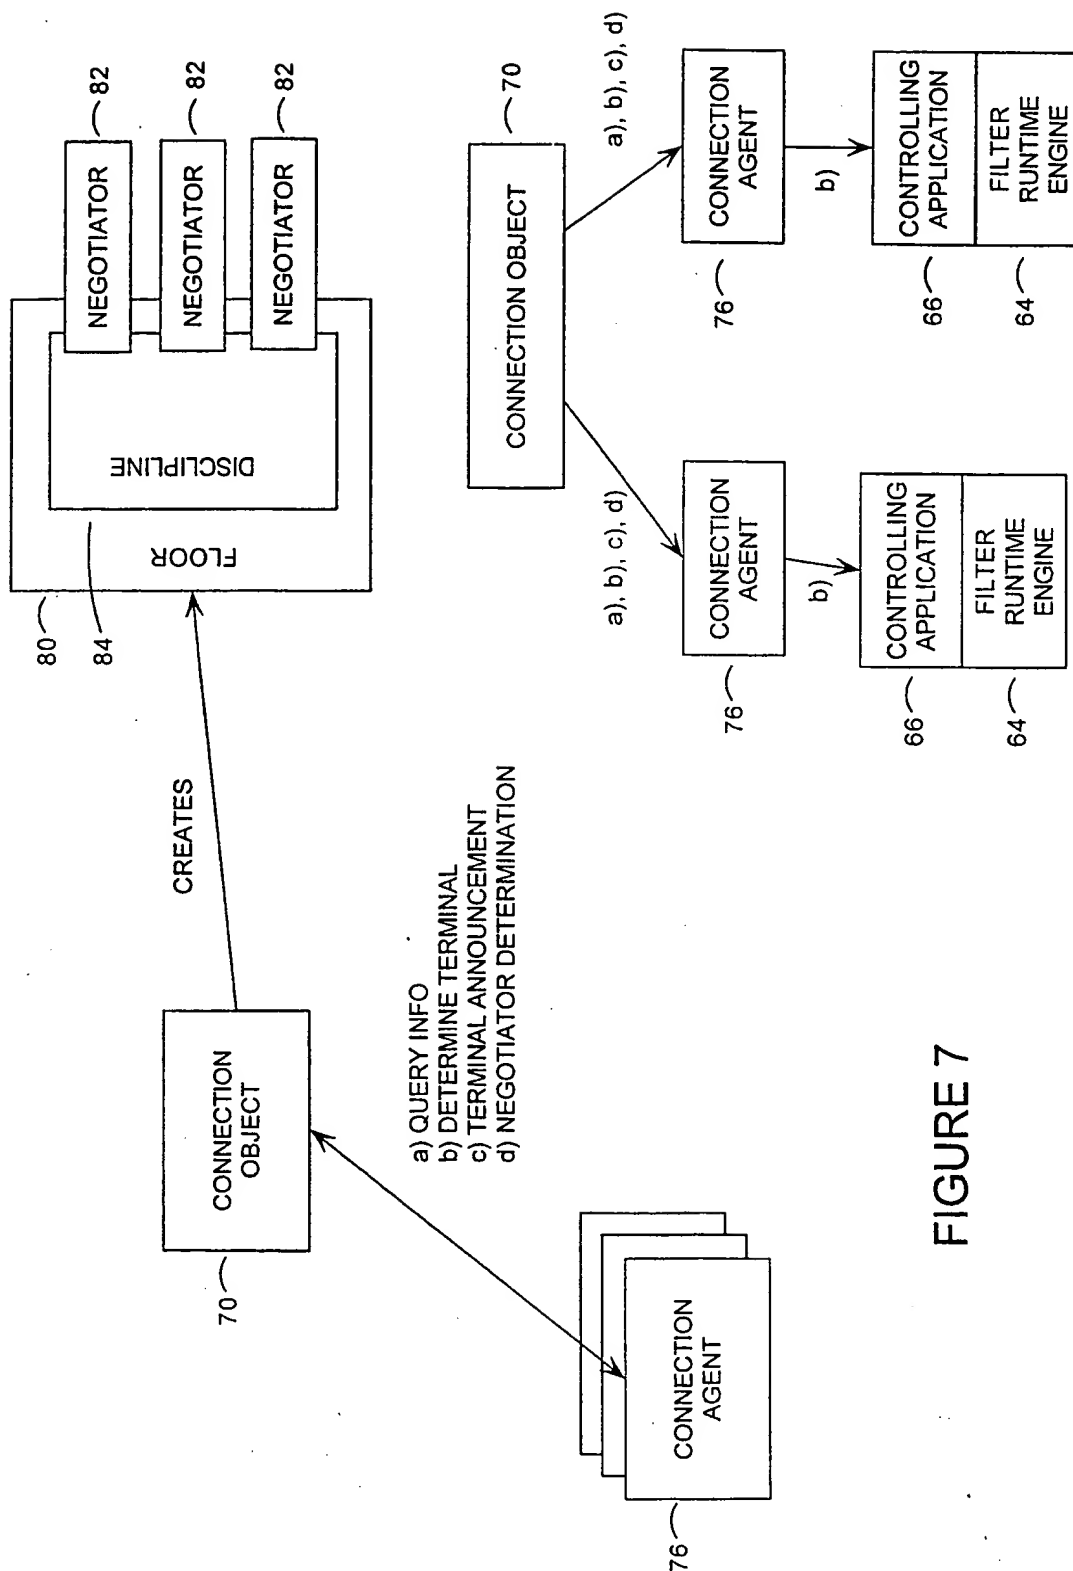 CONNECTION
AGENT
76
CONNECTION
OBJECT
70
a) QUERY INFO
b) DETERMINE TERMINAL
c) TERMINAL ANNOUNCEMENT
d) NEGOTIATOR DETERMINATION
CREATES
80
84
FLOOR
DISCIPLINE
NEGOTIATOR
82
NEGOTIATOR
82
NEGOTIATOR
82
CONNECTION OBJECT
70
a), b), c), d)
a), b), c), d)
CONNECTION
AGENT
76
CONNECTION
AGENT
76
b)
b)
CONTROLLING
APPLICATION
66
FILTER
RUNTIME
ENGINE
64
CONTROLLING
APPLICATION
66
FILTER
RUNTIME
ENGINE
64
FIGURE 7